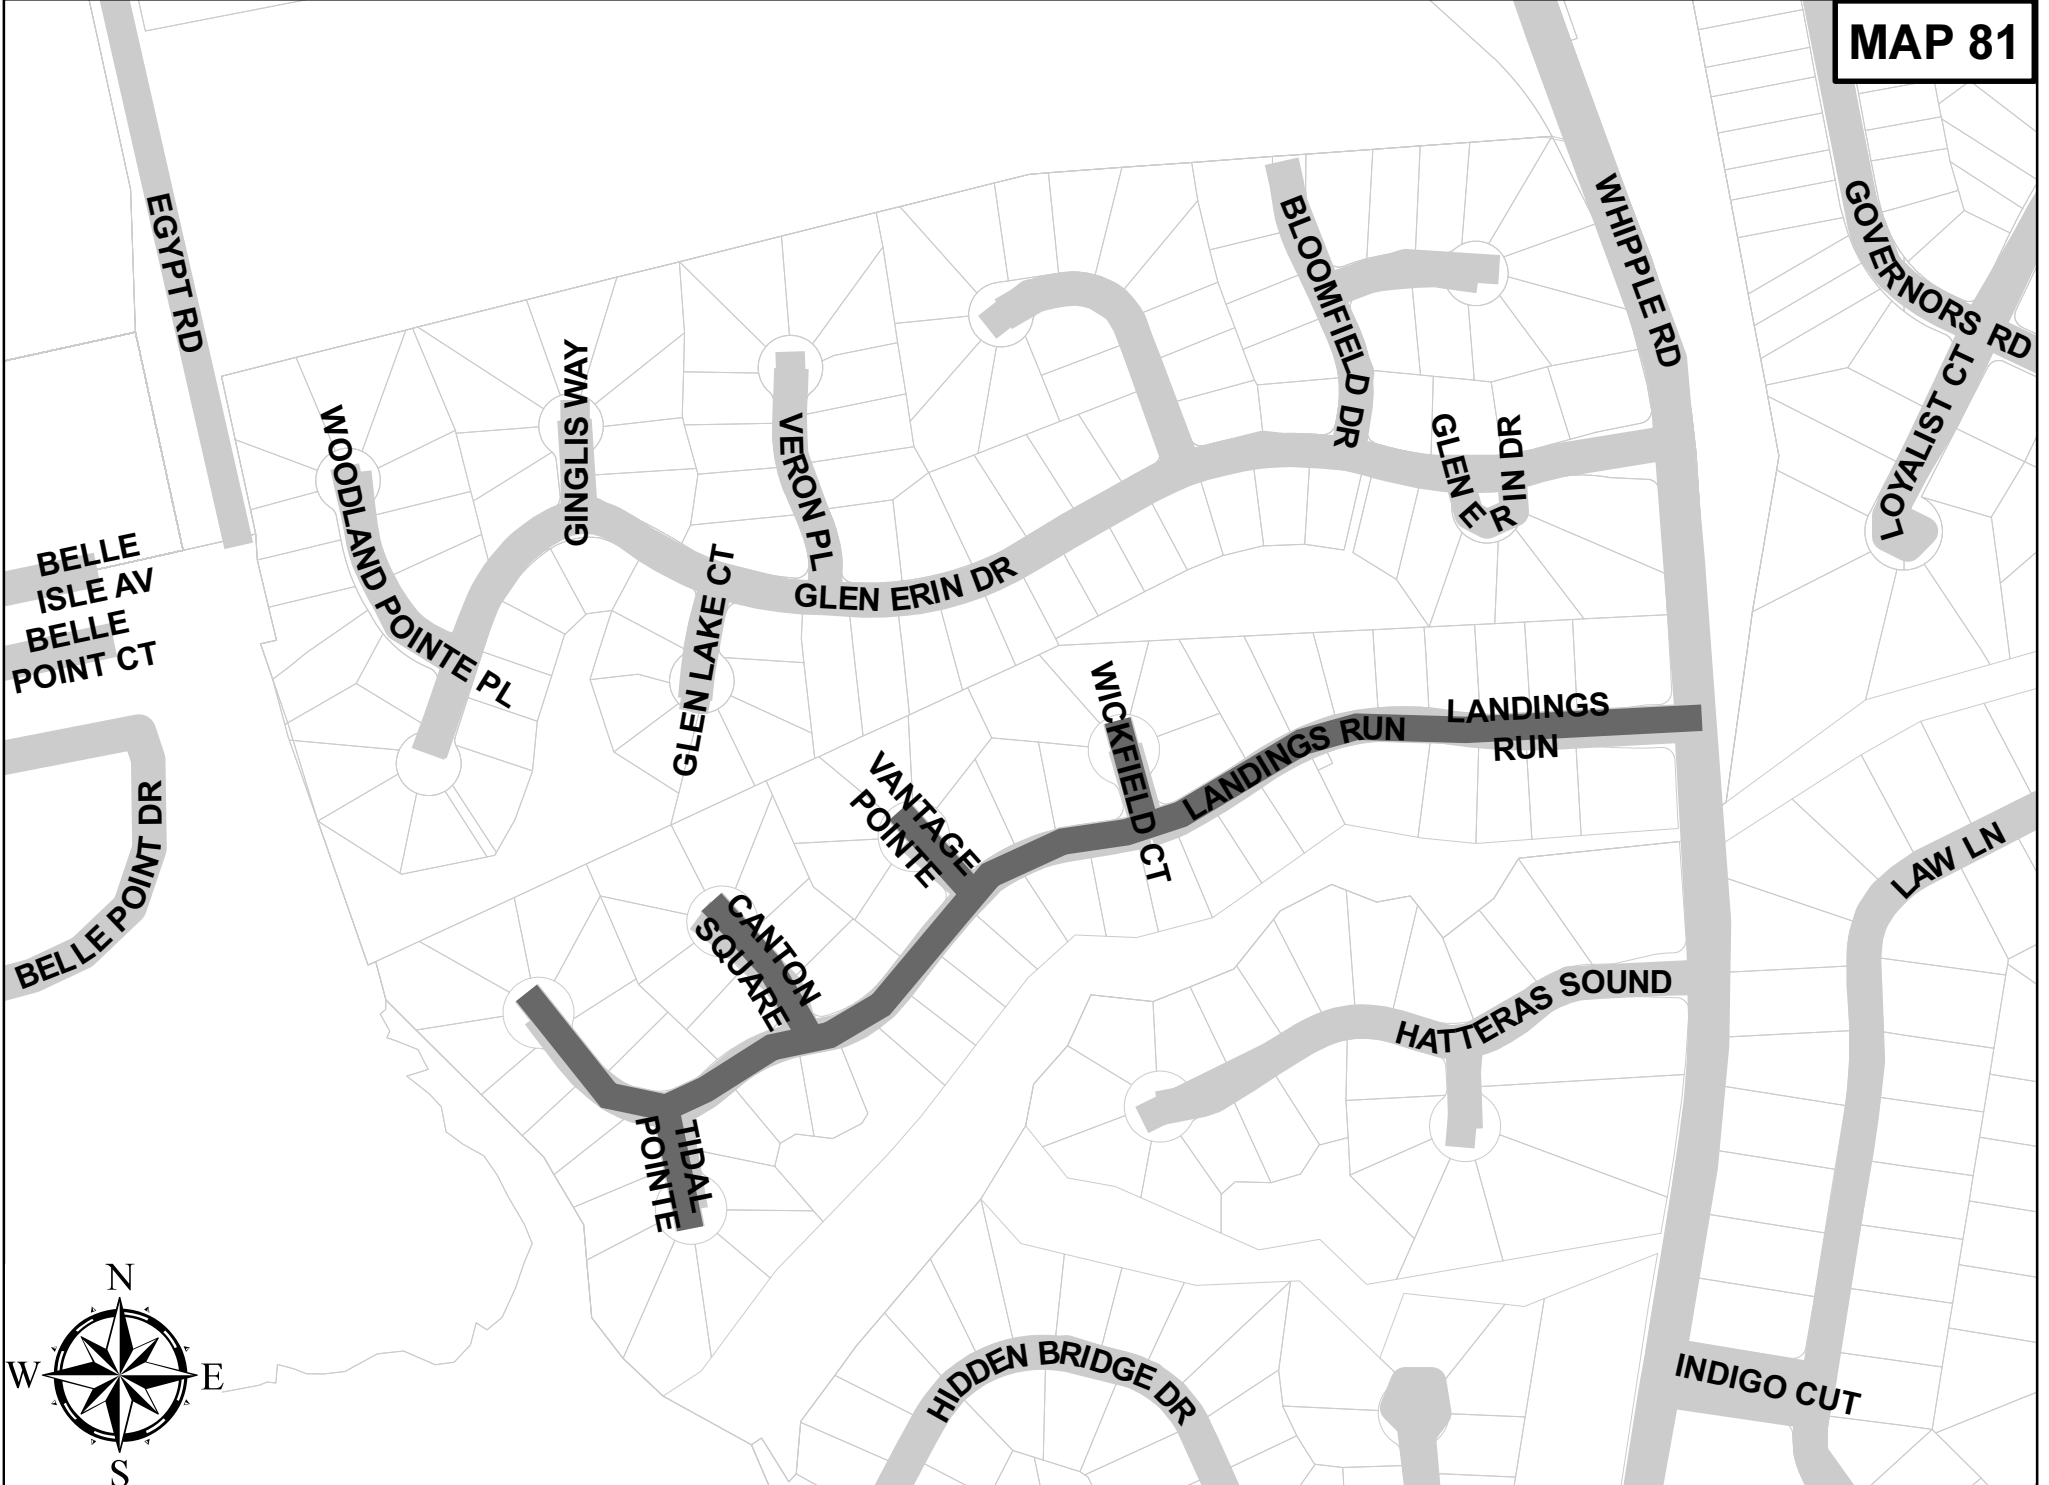 MAP 81
EGYPT RD
WHIPPLE RD
GOVERNORS RD
BLOOMFIELD DR
LOYALIST CT
GINGLIS WAY
WOODLAND POINTE PL
VERON PL
GLEN ERIN DR
GLEN ERIN DR
GLEN LAKE CT
BELLE
ISLE AV
BELLE
POINT CT
BELLE POINT DR
WICKFIELD CT
LANDINGS RUN
LANDINGS
RUN
VANTAGE
POINTE
CANTON
SQUARE
TIDAL
POINTE
LAW LN
HATTERAS SOUND
HIDDEN BRIDGE DR
INDIGO CUT
N
W
E
S